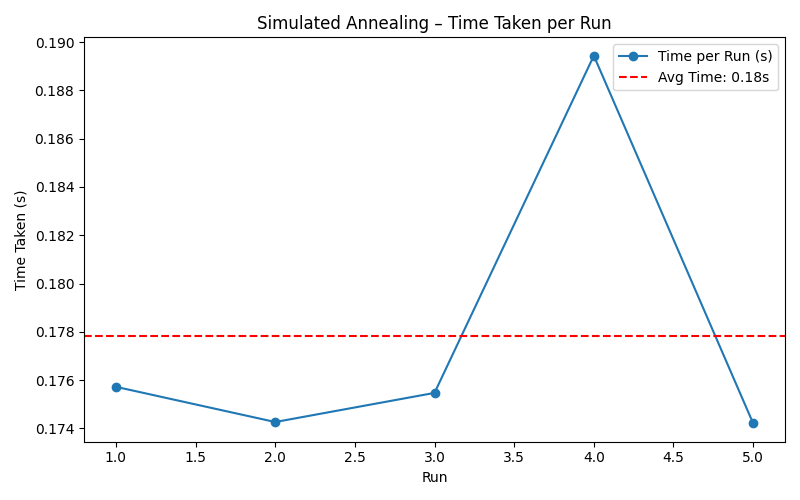 Simulated Annealing – Time Taken per Run
Time per Run (s)
Avg Time: 0.18s
Time Taken (s)
0.190
0.188
0.186
0.184
0.182
0.180
0.178
0.176
0.174
1.0 1.5 2.0 2.5 3.0 3.5 4.0 4.5 5.0
Run